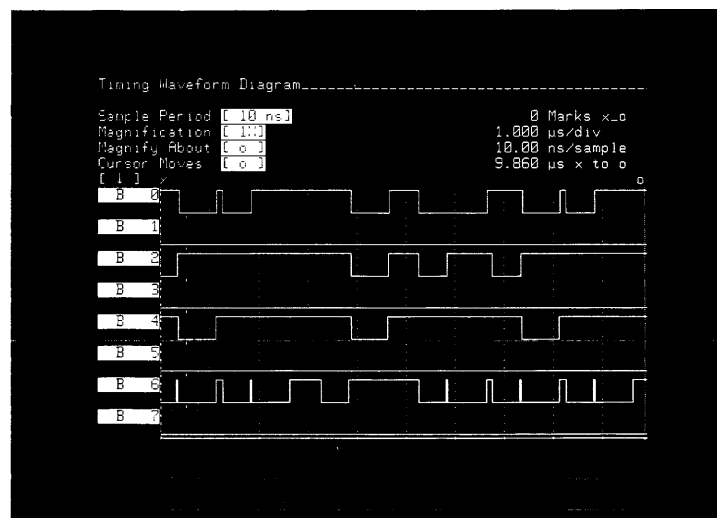 Timing Waveform Diagram
Sample Period [ 10 ns] 0 Marks x_o
Magnification 1.000 µs/div
Magnify About [ o ] 10.00 ns/sample
Cursor Moves [ o ] 9.860 µs x to o
[ ↓ ] x o
B 0
B 1
B 2
B 3
B 4
B 5
B 6
B 7